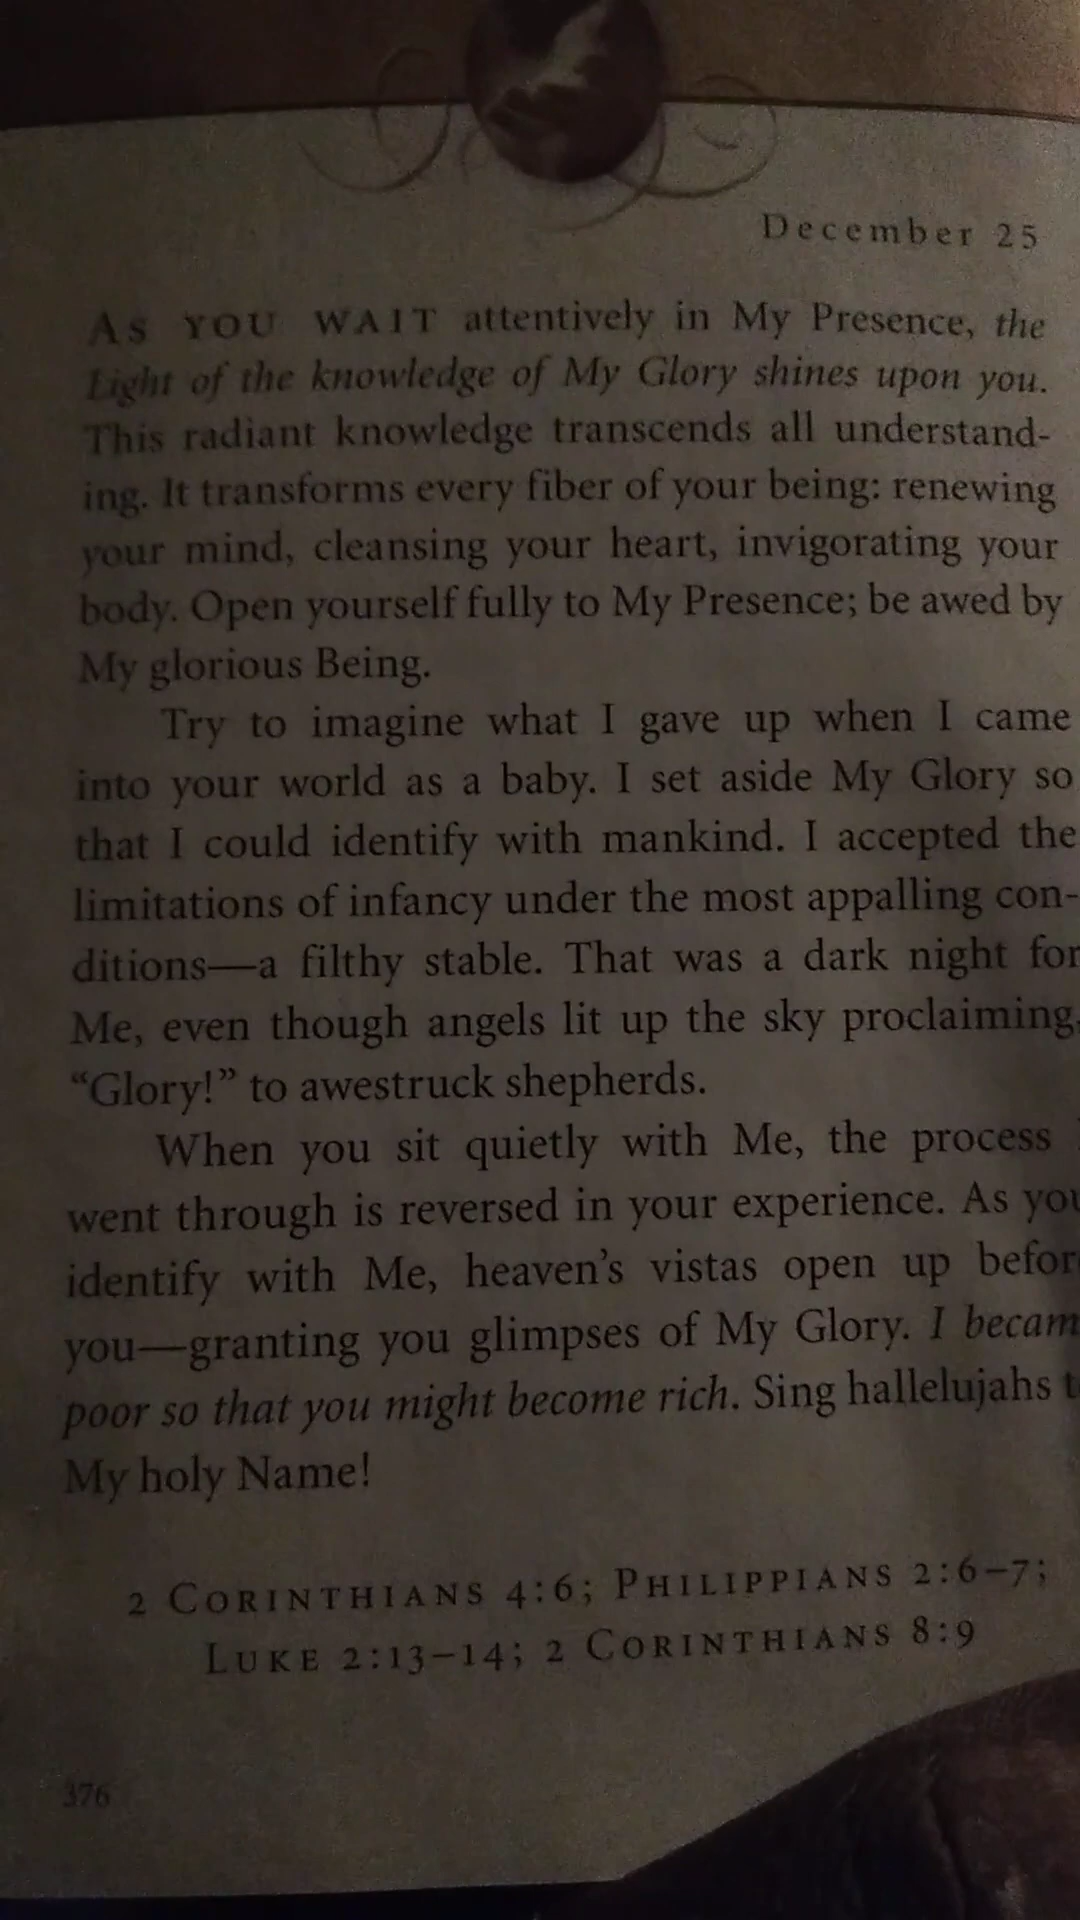 December 25
AS YOU WAIT attentively in My Presence, the
Light of the knowledge of My Glory shines upon you.
This radiant knowledge transcends all understand-
ing. It transforms every fiber of your being: renewing
your mind, cleansing your heart, invigorating your
body. Open yourself fully to My Presence; be awed by
My glorious Being.
Try to imagine what I gave up when I came
into your world as a baby. I set aside My Glory so
that I could identify with mankind. I accepted the
limitations of infancy under the most appalling con-
ditions—a filthy stable. That was a dark night for
Me, even though angels lit up the sky proclaiming,
“Glory!” to awestruck shepherds.
When you sit quietly with Me, the process
went through is reversed in your experience. As you
identify with Me, heaven’s vistas open up befor
you—granting you glimpses of My Glory. I becam
poor so that you might become rich. Sing hallelujahs t
My holy Name!
2 CORINTHIANS 4:6; PHILIPPIANS 2:6–7;
LUKE 2:13–14; 2 CORINTHIANS 8:9
376